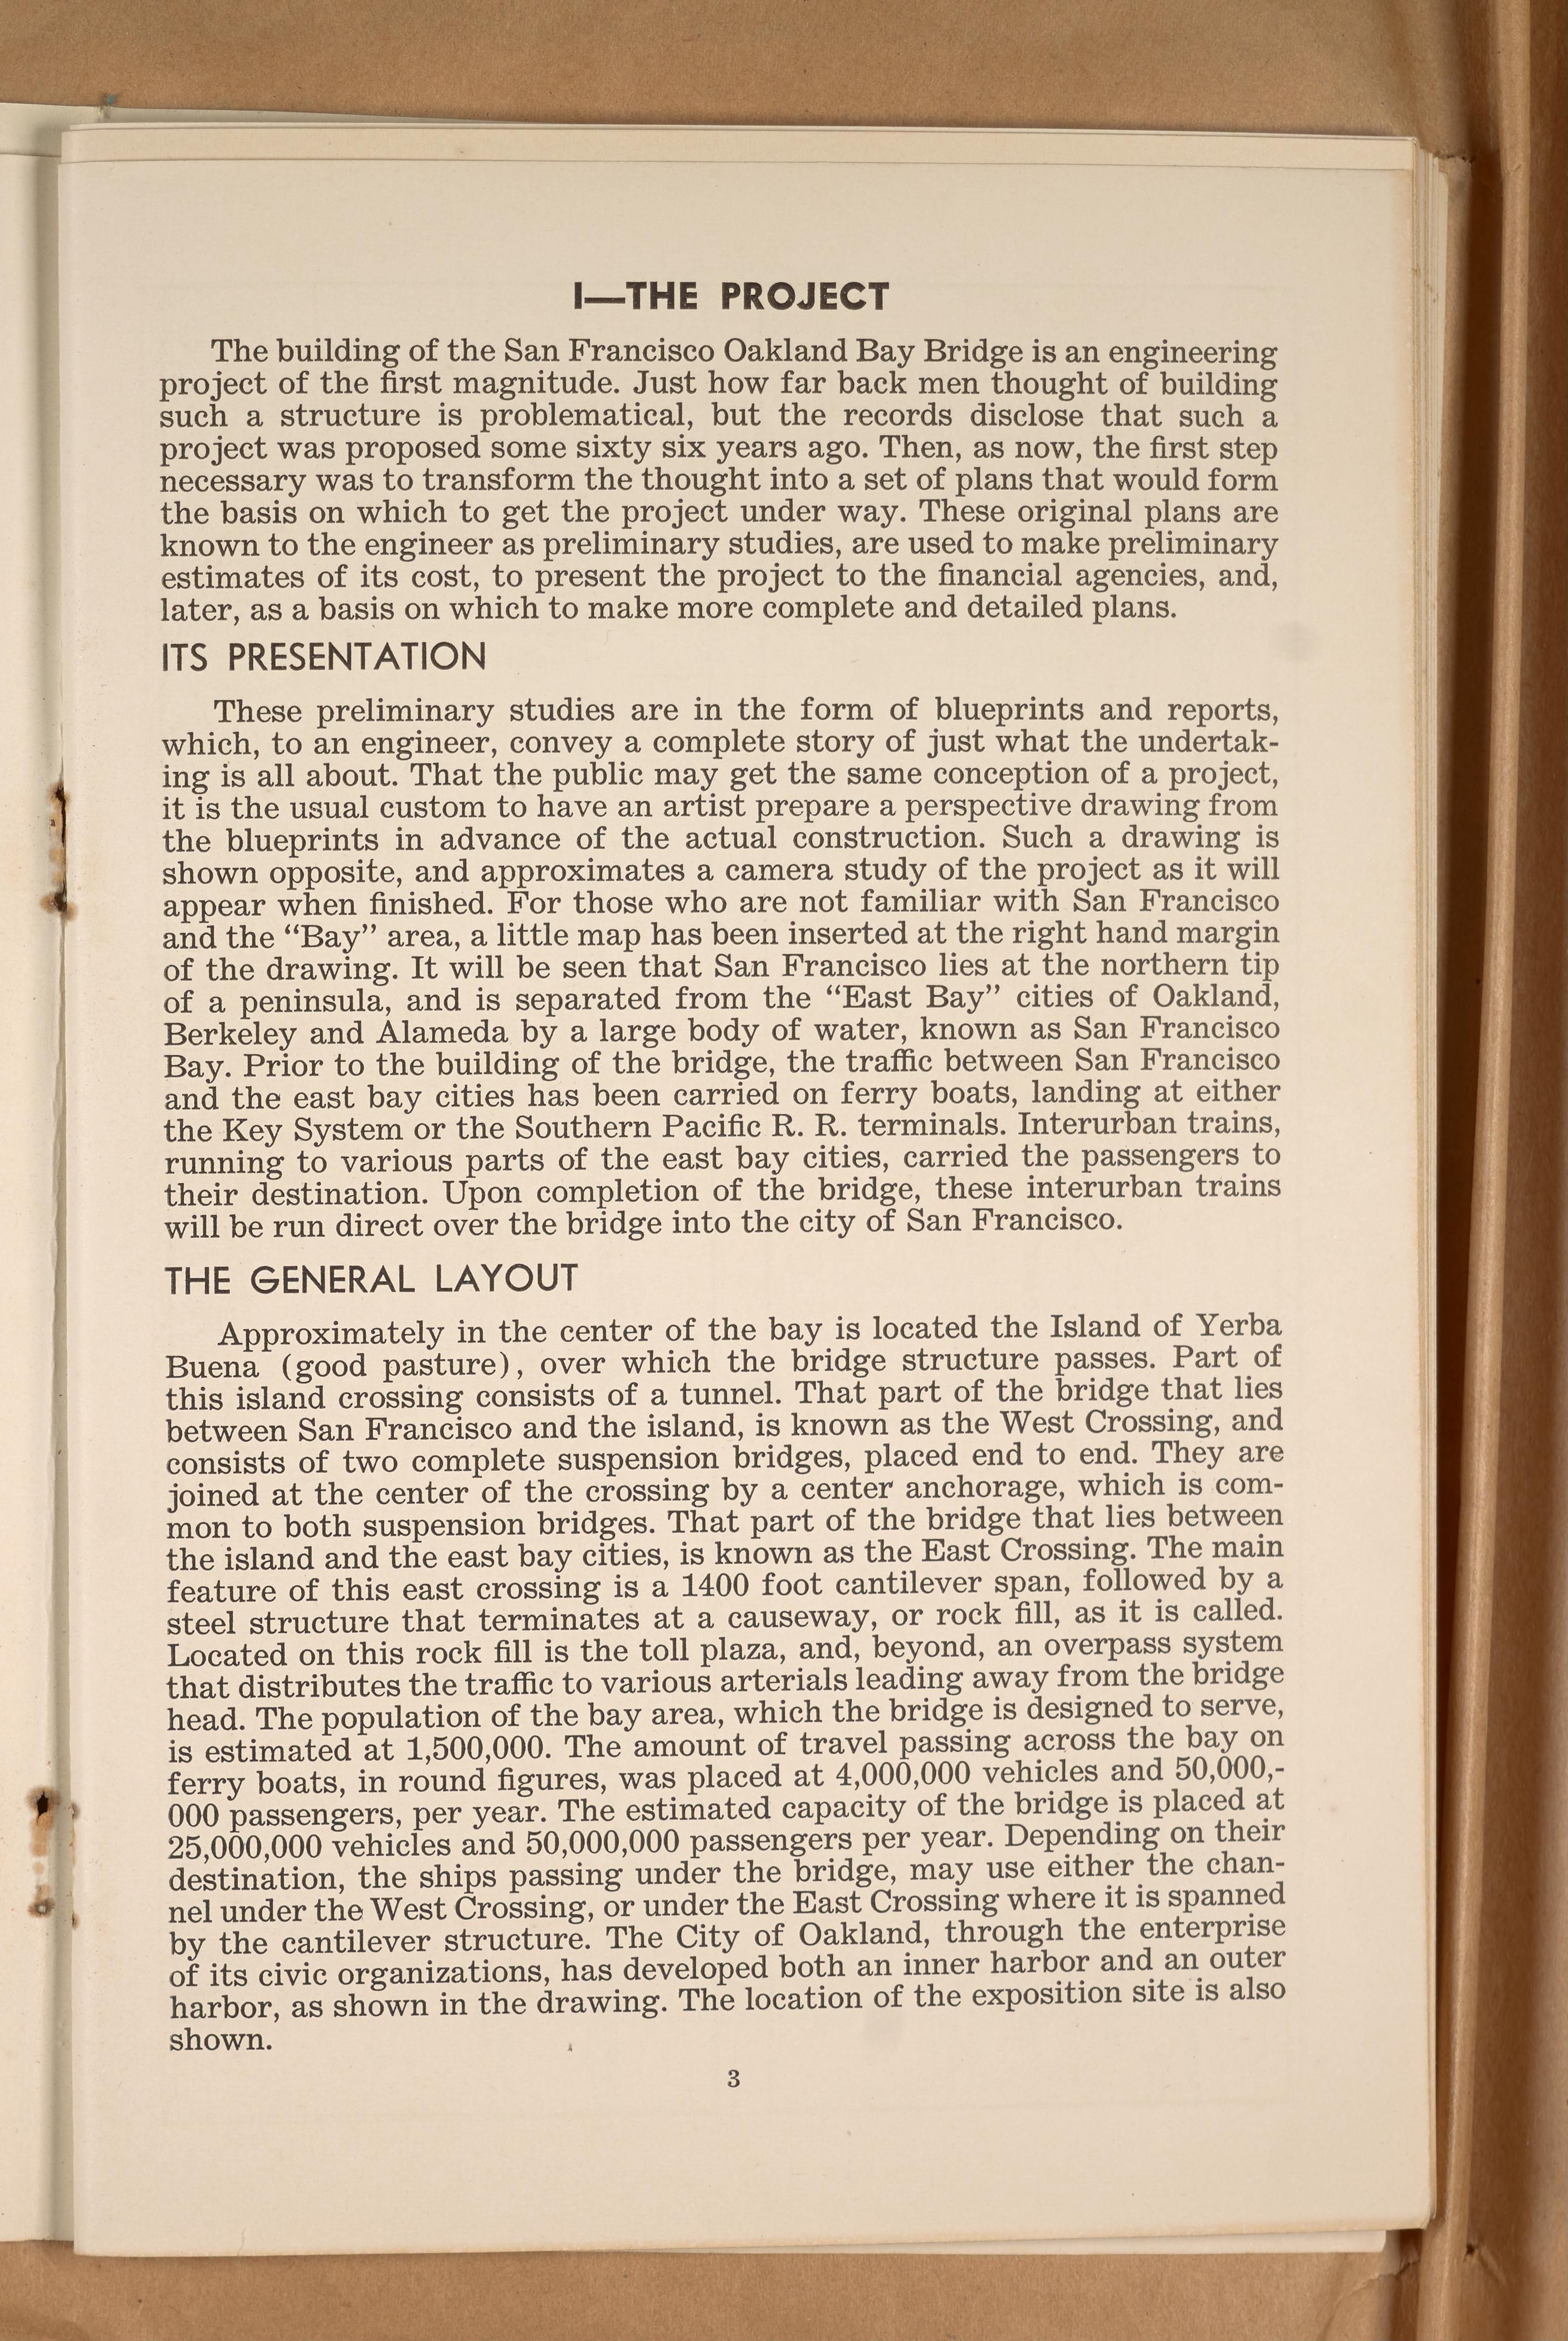 I—THE PROJECT
The building of the San Francisco Oakland Bay Bridge is an engineering
project of the first magnitude. Just how far back men thought of building
such a structure is problematical, but the records disclose that such a
project was proposed some sixty six years ago. Then, as now, the first step
necessary was to transform the thought into a set of plans that would form
the basis on which to get the project under way. These original plans are
known to the engineer as preliminary studies, are used to make preliminary
estimates of its cost, to present the project to the financial agencies, and,
later, as a basis on which to make more complete and detailed plans.
ITS PRESENTATION
These preliminary studies are in the form of blueprints and reports,
which, to an engineer, convey a complete story of just what the undertak-
ing is all about. That the public may get the same conception of a project,
it is the usual custom to have an artist prepare a perspective drawing from
the blueprints in advance of the actual construction. Such a drawing is
shown opposite, and approximates a camera study of the project as it will
appear when finished. For those who are not familiar with San Francisco
and the “Bay” area, a little map has been inserted at the right hand margin
of the drawing. It will be seen that San Francisco lies at the northern tip
of a peninsula, and is separated from the “East Bay” cities of Oakland,
Berkeley and Alameda by a large body of water, known as San Francisco
Bay. Prior to the building of the bridge, the traffic between San Francisco
and the east bay cities has been carried on ferry boats, landing at either
the Key System or the Southern Pacific R. R. terminals. Interurban trains,
running to various parts of the east bay cities, carried the passengers to
their destination. Upon completion of the bridge, these interurban trains
will be run direct over the bridge into the city of San Francisco.
THE GENERAL LAYOUT
Approximately in the center of the bay is located the Island of Yerba
Buena (good pasture), over which the bridge structure passes. Part of
this island crossing consists of a tunnel. That part of the bridge that lies
between San Francisco and the island, is known as the West Crossing, and
consists of two complete suspension bridges, placed end to end. They are
joined at the center of the crossing by a center anchorage, which is com-
mon to both suspension bridges. That part of the bridge that lies between
the island and the east bay cities, is known as the East Crossing. The main
feature of this east crossing is a 1400 foot cantilever span, followed by a
steel structure that terminates at a causeway, or rock fill, as it is called.
Located on this rock fill is the toll plaza, and, beyond, an overpass system
that distributes the traffic to various arterials leading away from the bridge
head. The population of the bay area, which the bridge is designed to serve,
is estimated at 1,500,000. The amount of travel passing across the bay on
ferry boats, in round figures, was placed at 4,000,000 vehicles and 50,000,-
000 passengers, per year. The estimated capacity of the bridge is placed at
25,000,000 vehicles and 50,000,000 passengers per year. Depending on their
destination, the ships passing under the bridge, may use either the chan-
nel under the West Crossing, or under the East Crossing where it is spanned
by the cantilever structure. The City of Oakland, through the enterprise
of its civic organizations, has developed both an inner harbor and an outer
harbor, as shown in the drawing. The location of the exposition site is also
shown.
3